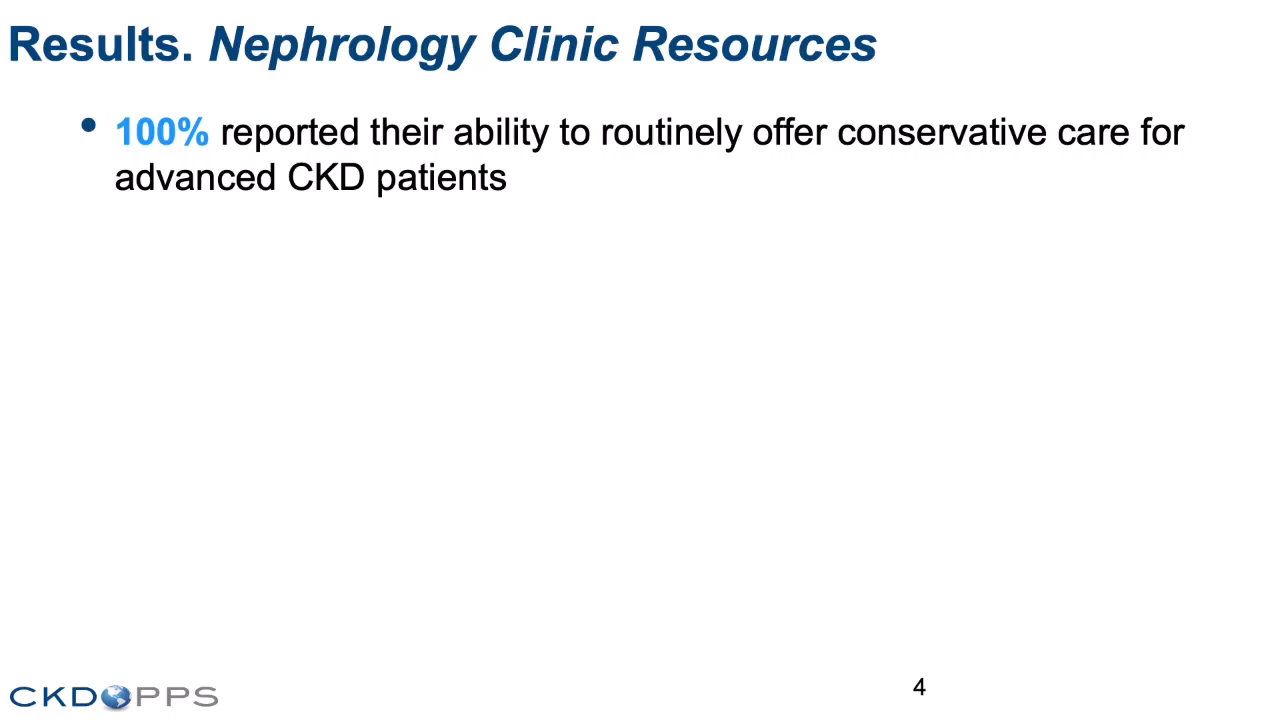 Results. Nephrology Clinic Resources
• 100% reported their ability to routinely offer conservative care for
advanced CKD patients
CKDOPPS
4